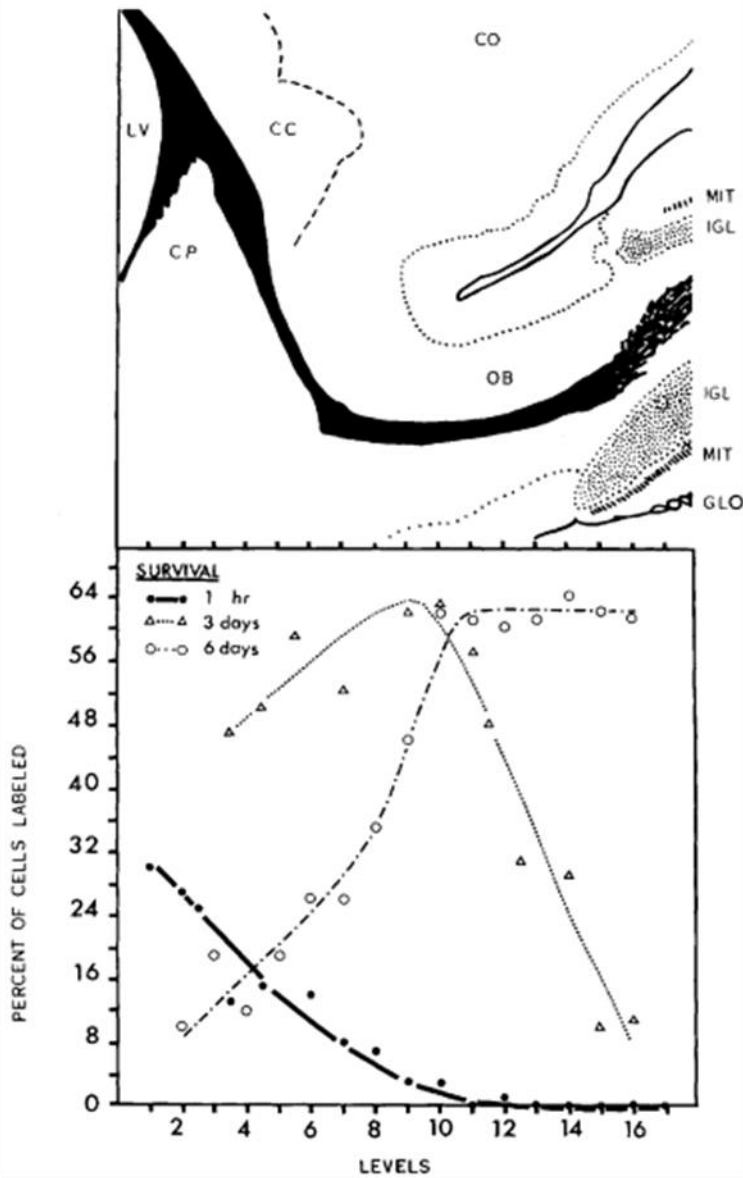 CO
LV
CC
MIT
IGL
CP
OB
IGL
MIT
GLO
SURVIVAL
1 hr
3 days
6 days
64
56
48
40
32
24
16
8
0
PERCENT OF CELLS LABELED
2 4 6 8 10 12 14 16
LEVELS